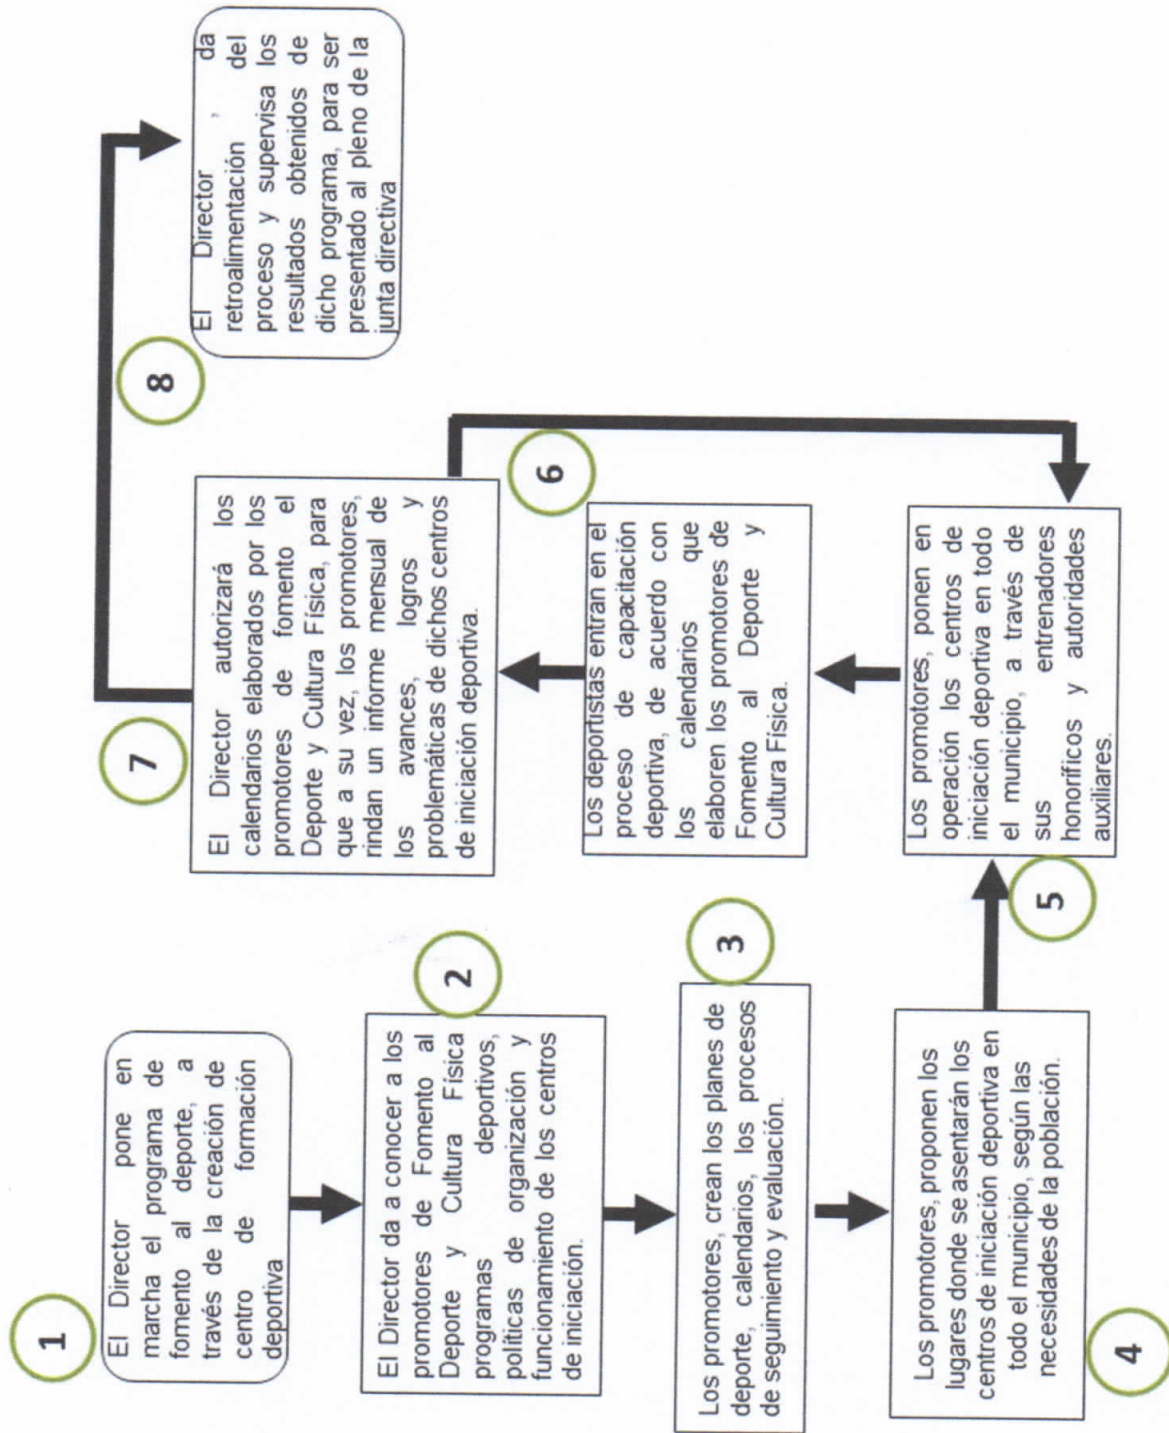 1
El Director pone en
marcha el programa de
fomento al deporte, a
través de la creación de
centro de formación
deportiva
2
El Director da a conocer a los
promotores de Fomento al
Deporte y Cultura Física
programas deportivos,
políticas de organización y
funcionamiento de los centros
de iniciación.
3
Los promotores, crean los planes de
deporte, calendarios, los procesos
de seguimiento y evaluación.
4
Los promotores, proponen los
lugares donde se asentarán los
centros de iniciación deportiva en
todo el municipio, según las
necesidades de la población.
5
Los promotores, ponen en
operación los centros de
iniciación deportiva en todo
el municipio, a través de
sus entrenadores
honoríficos y autoridades
auxiliares.
6
Los deportistas entran en el
proceso de capacitación
deportiva, de acuerdo con
los calendarios que
elaboren los promotores de
Fomento al Deporte y
Cultura Física.
7
El Director autorizará los
calendarios elaborados por los
promotores de fomento el
Deporte y Cultura Física, para
que a su vez, los promotores,
rindan un informe mensual de
los avances, logros y
problemáticas de dichos centros
de iniciación deportiva.
8
El Director , da
retroalimentación del
proceso y supervisa los
resultados obtenidos de
dicho programa, para ser
presentado al pleno de la
junta directiva